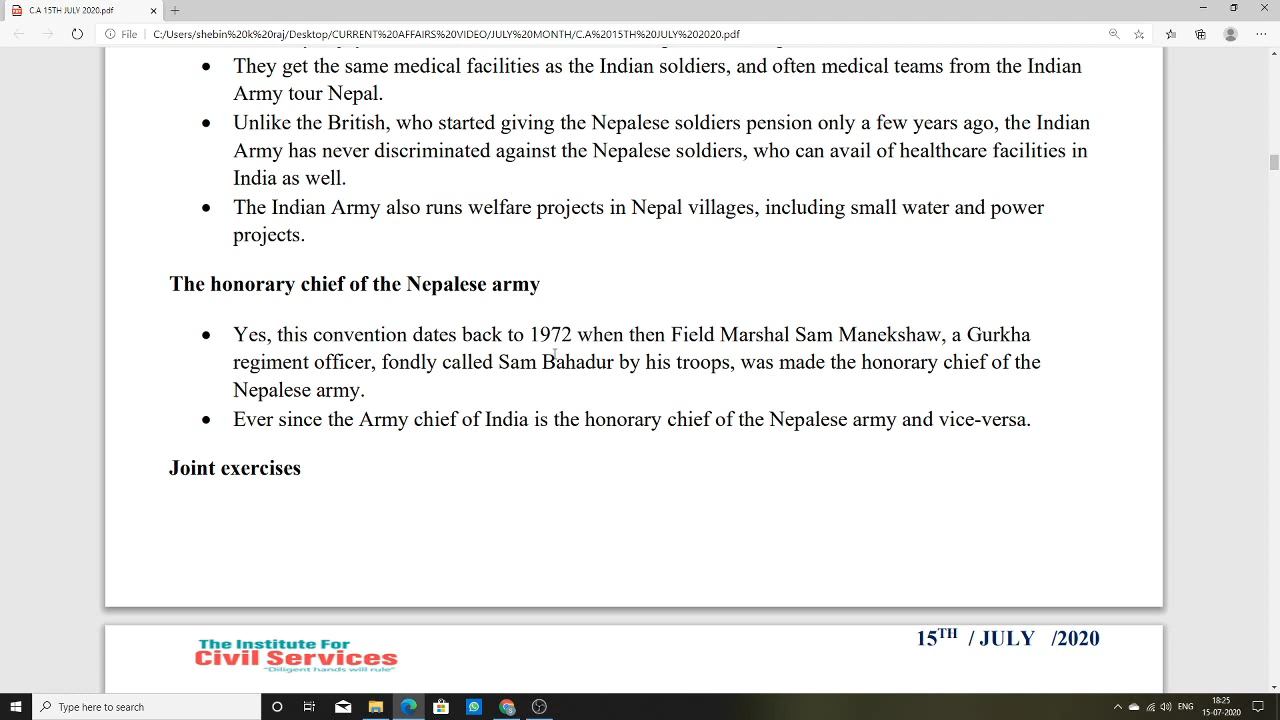 C.A 15TH JULY 2020.pdf
File
C:/Users/shebin%20k%20raj/Desktop/CURRENT%20AFFAIRS%20VIDEO/JULY%20MONTH/C.A%2015TH%20JULY%202020.pdf
• They get the same medical facilities as the Indian soldiers, and often medical teams from the Indian
Army tour Nepal.
• Unlike the British, who started giving the Nepalese soldiers pension only a few years ago, the Indian
Army has never discriminated against the Nepalese soldiers, who can avail of healthcare facilities in
India as well.
• The Indian Army also runs welfare projects in Nepal villages, including small water and power
projects.
The honorary chief of the Nepalese army
• Yes, this convention dates back to 1972 when then Field Marshal Sam Manekshaw, a Gurkha
regiment officer, fondly called Sam Bahadur by his troops, was made the honorary chief of the
Nepalese army.
• Ever since the Army chief of India is the honorary chief of the Nepalese army and vice-versa.
Joint exercises
The Institute For
Civil Services
"Diligent hands will rule"
15TH / JULY /2020
Type here to search
ENG
18:25
15-07-2020